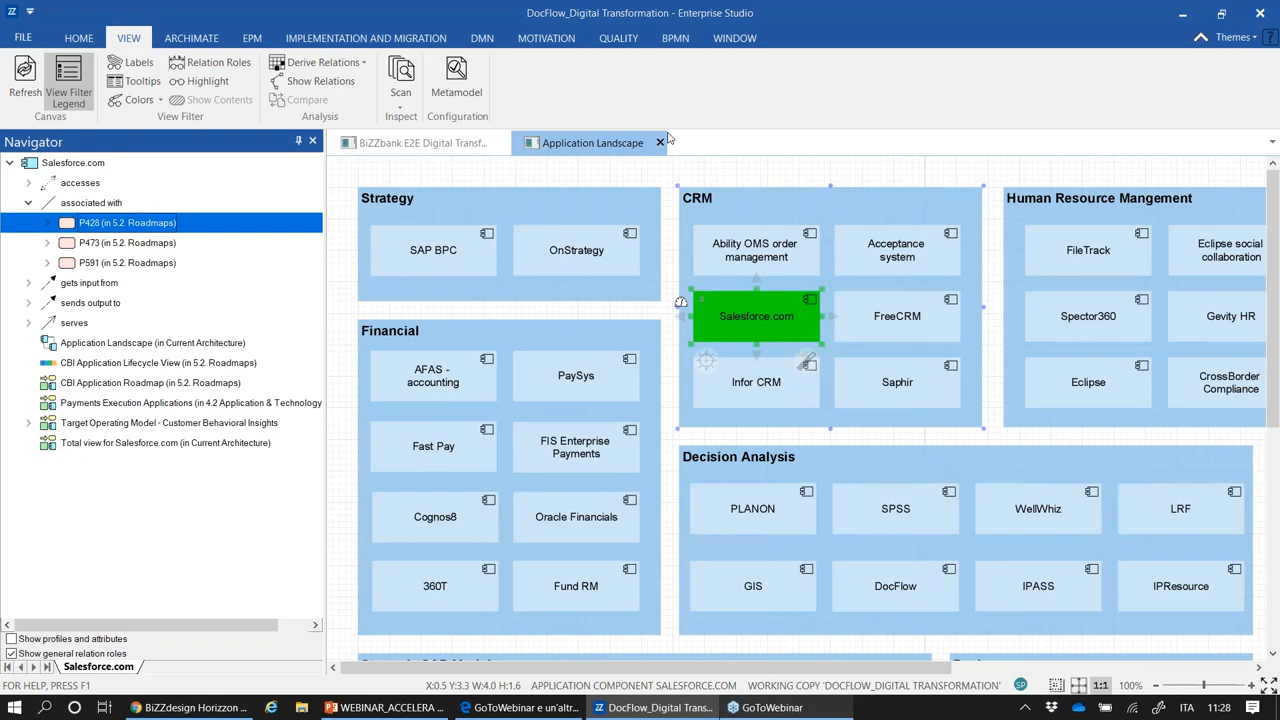 DocFlow_Digital Transformation - Enterprise Studio
FILE
HOME
VIEW
ARCHIMATE
EPM
IMPLEMENTATION AND MIGRATION
DMN
MOTIVATION
QUALITY
BPMN
WINDOW
Themes
Refresh
View Filter
Legend
Canvas
Labels
Tooltips
Colors
Relation Roles
Highlight
Show Contents
View Filter
Derive Relations
Show Relations
Compare
Analysis
Scan
Inspect
Metamodel
Configuration
Navigator
BiZZbank E2E Digital Transf...
Application Landscape
Salesforce.com
accesses
associated with
P428 (in 5.2. Roadmaps)
P473 (in 5.2. Roadmaps)
P591 (in 5.2. Roadmaps)
gets input from
sends output to
serves
Application Landscape (in Current Architecture)
CBI Application Lifecycle View (in 5.2. Roadmaps)
CBI Application Roadmap (in 5.2. Roadmaps)
Payments Execution Applications (in 4.2 Application & Technology
Target Operating Model - Customer Behavioral Insights
Total view for Salesforce.com (in Current Architecture)
Show profiles and attributes
Show general relation roles
Salesforce.com
Strategy
SAP BPC
OnStrategy
Financial
AFAS -
accounting
PaySys
Fast Pay
FIS Enterprise
Payments
Cognos8
Oracle Financials
360T
Fund RM
CRM
Ability OMS order
management
Acceptance
system
Salesforce.com
FreeCRM
Infor CRM
Saphir
Human Resource Mangement
FileTrack
Eclipse social
collaboration
Spector360
Gevity HR
Eclipse
CrossBorder
Compliance
Decision Analysis
PLANON
SPSS
WellWhiz
LRF
GIS
DocFlow
IPASS
IPResource
FOR HELP, PRESS F1
X:0.5 Y:3.3 W:4.0 H:1.6
APPLICATION COMPONENT SALESFORCE.COM
WORKING COPY 'DOCFLOW_DIGITAL TRANSFORMATION'
SP
1:1
100%
BiZZdesign Horizzon ...
WEBINAR_ACCELERA ...
GoToWebinar e un'altr...
DocFlow_Digital Trans...
GoToWebinar
ITA
11:28